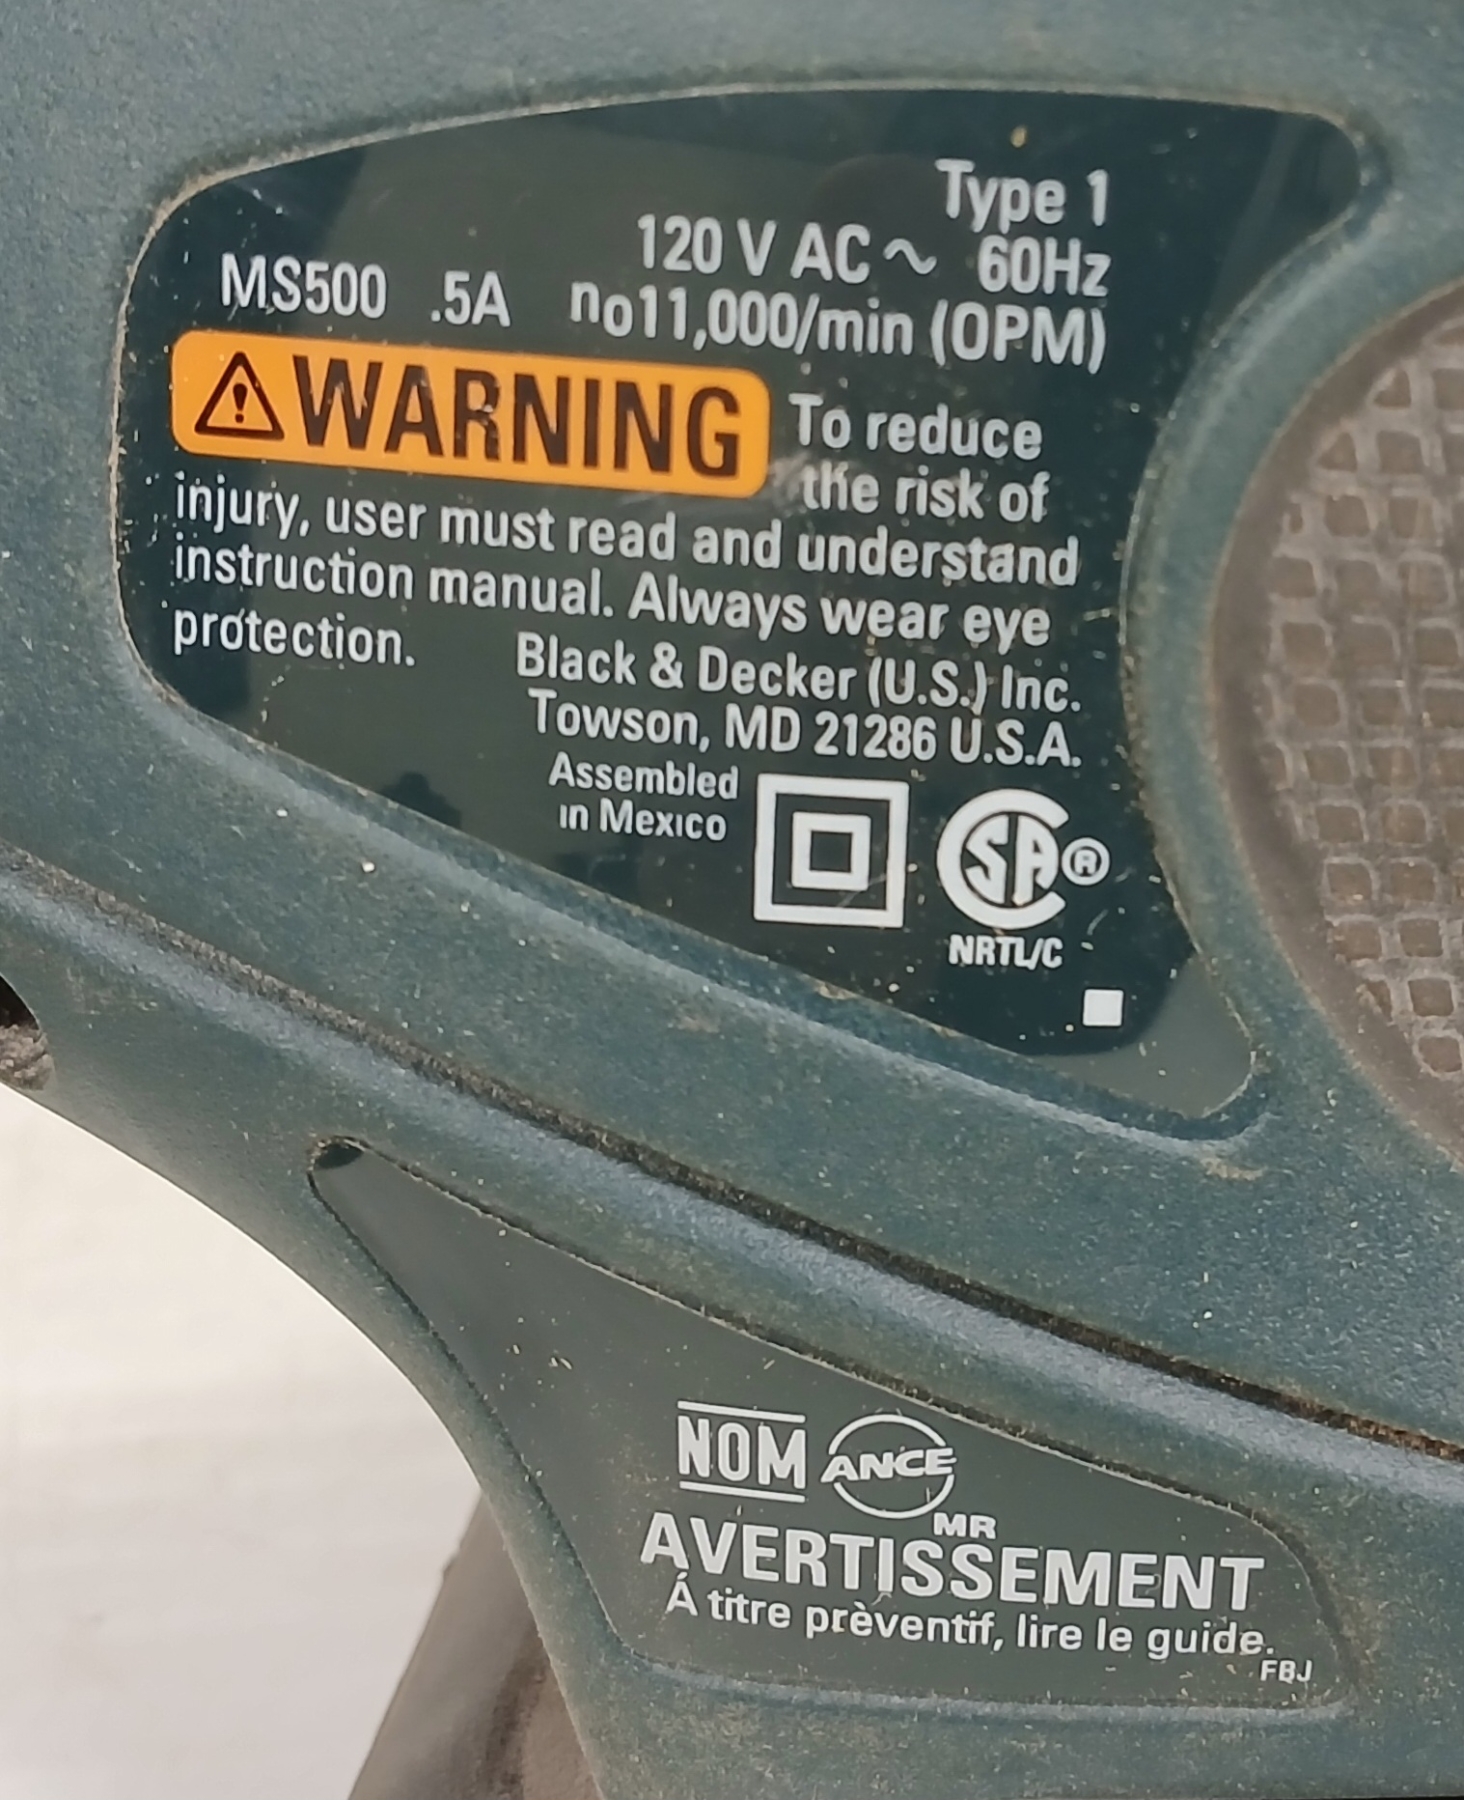 Type 1
120 V AC ~ 60Hz
MS500 .5A no11,000/min (OPM)
⚠WARNING To reduce
the risk of
injury, user must read and understand
instruction manual. Always wear eye
protection.
Black & Decker (U.S.) Inc.
Towson, MD 21286 U.S.A.
Assembled
in Mexico
SA®
NRTL/C
NOM ANCE
MR
AVERTISSEMENT
Á titre prèventif, lire le guide.
FBJ